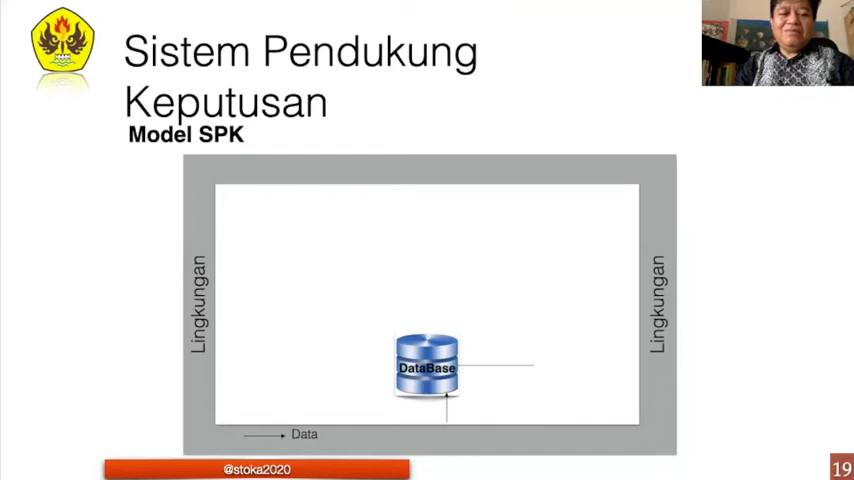 Sistem Pendukung
Keputusan
Model SPK
Lingkungan
Lingkungan
DataBase
Data
@stoka2020
19